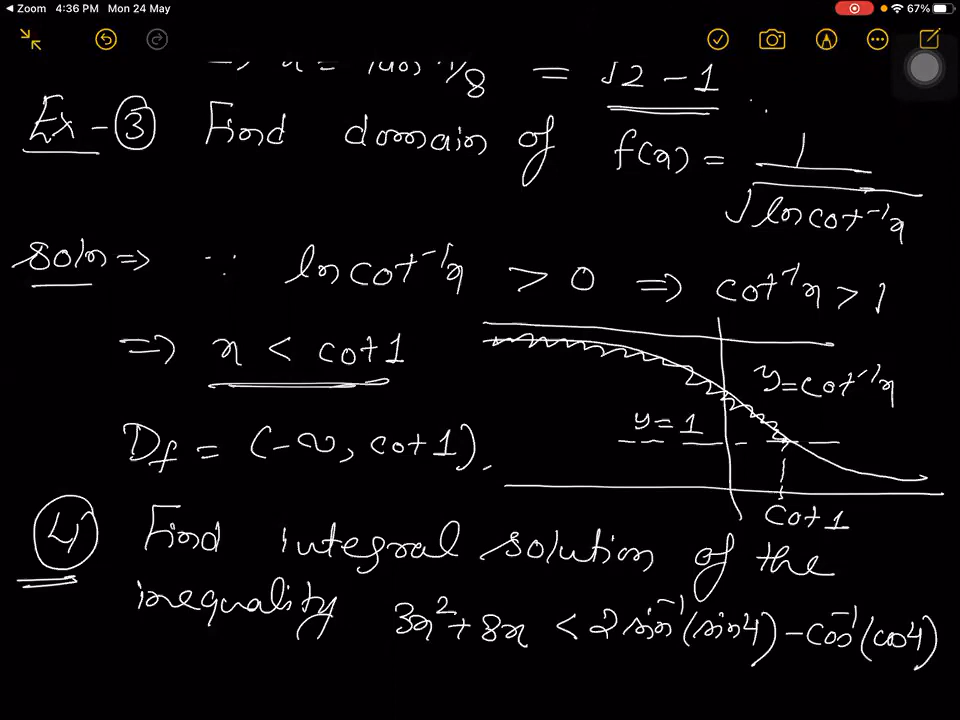 Zoom 4:36 PM Mon 24 May 67%
π/8 = √2 - 1
Ex - ③ Find domain of f(x) = 1/√(ln cot⁻¹x)
soln ⇒ ∵ ln cot⁻¹x > 0 ⇒ cot⁻¹x > 1
⇒ x < cot 1
y = cot⁻¹x
y = 1
Df = (-∞, cot 1).
cot 1
④ Find integral solution of the
inequality 3x² + 8x < 2 sin⁻¹(sin 4) - cos⁻¹(cos 4)